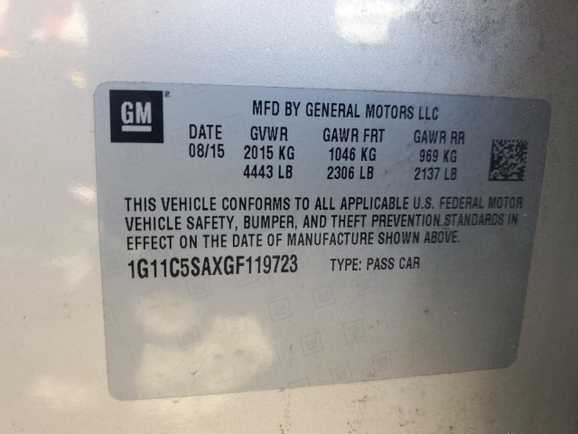 GM
MFD BY GENERAL MOTORS LLC
DATE GVWR GAWR FRT GAWR RR
08/15 2015 KG 1046 KG 969 KG
4443 LB 2306 LB 2137 LB
THIS VEHICLE CONFORMS TO ALL APPLICABLE U.S. FEDERAL MOTOR
VEHICLE SAFETY, BUMPER, AND THEFT PREVENTION STANDARDS IN
EFFECT ON THE DATE OF MANUFACTURE SHOWN ABOVE.
1G11C5SAXGF119723 TYPE: PASS CAR